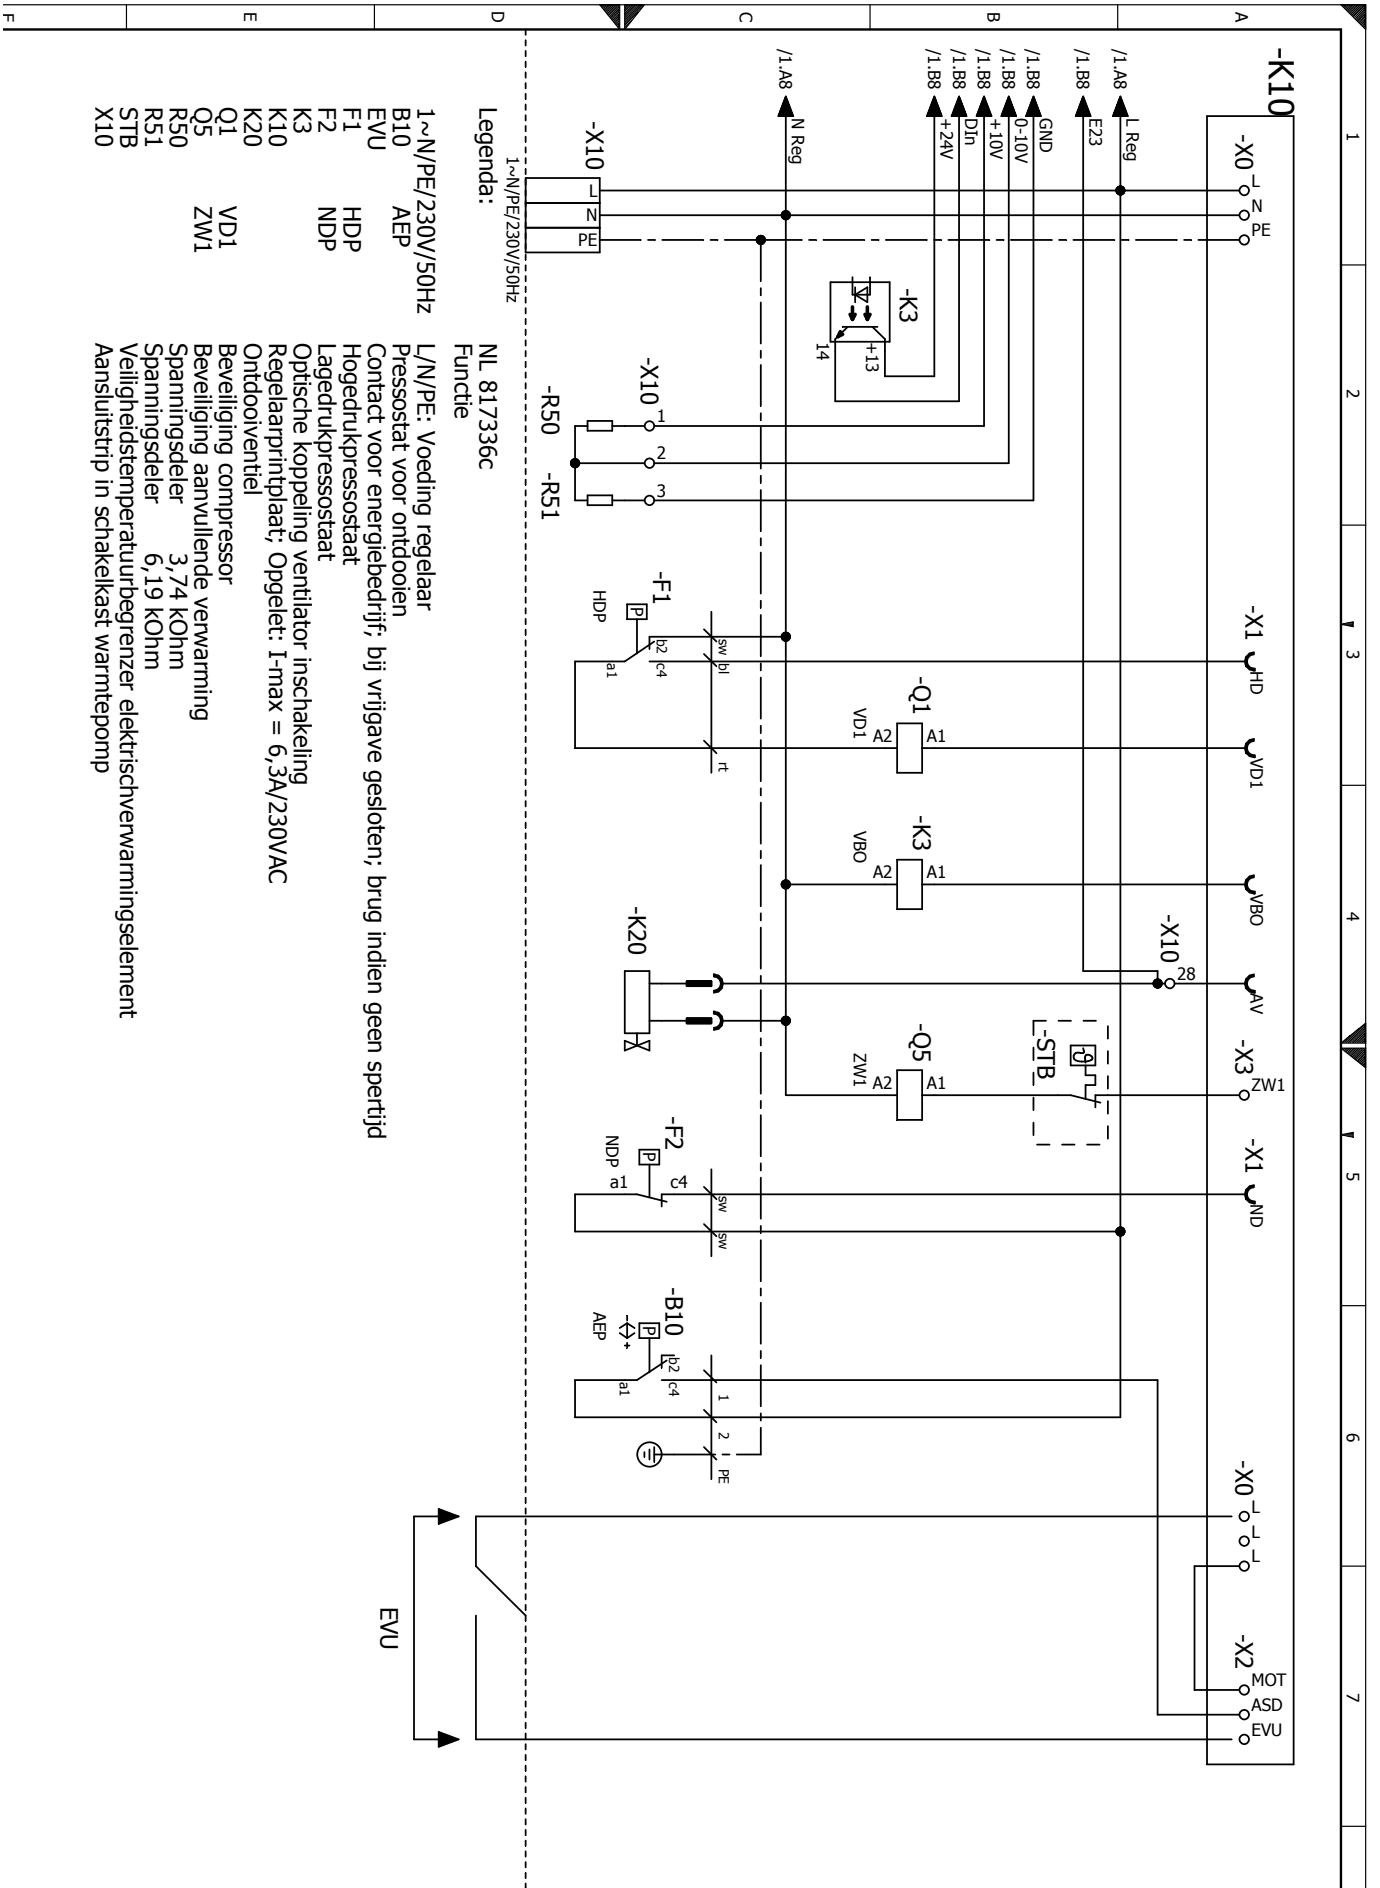 1
2
3
4
5
6
7
A
B
C
D
E
F
-K10
-X0
L
N
PE
-X1
HD
VD1
VBO
AV
-X3
ZW1
-X1
ND
-X0
L
L
L
-X2
MOT
ASD
EVU
/1.A8
L Reg
/1.B8
E23
/1.B8
GND
/1.B8
0-10V
/1.B8
+10V
/1.B8
DIn
/1.B8
+24V
/1.A8
N Reg
-K3
+13
14
-Q1
A1
A2
VD1
-K3
A1
A2
VBO
-X10
28
-STB
-Q5
A1
A2
ZW1
-X10
L
N
PE
1~N/PE/230V/50Hz
-X10
1
2
3
-R50
-R51
-F1
P
HDP
b2
c4
a1
sw
bl
rt
-K20
-F2
P
NDP
a1
c4
sw
sw
-B10
P
- +
AEP
b2
c4
a1
1
2
PE
EVU
Legenda:
NL 817336c
Functie
1~N/PE/230V/50Hz L/N/PE: Voeding regelaar
B10 AEP Pressostat voor ontdooien
EVU Contact voor energiebedrijf; bij vrijgave gesloten; brug indien geen spertijd
F1 HDP Hogedrukpressostaat
F2 NDP Lagedrukpressostaat
K3 Optische koppeling ventilator inschakeling
K10 Regelaarprintplaat; Opgelet: I-max = 6,3A/230VAC
K20 Ontdooiventiel
Q1 VD1 Beveiliging compressor
Q5 ZW1 Beveiliging aanvullende verwarming
R50 Spanningsdeler 3,74 kOhm
R51 Spanningsdeler 6,19 kOhm
STB Veiligheidstemperatuurbegrenzer elektrischverwarmingselement
X10 Aansluitstrip in schakelkast warmtepomp